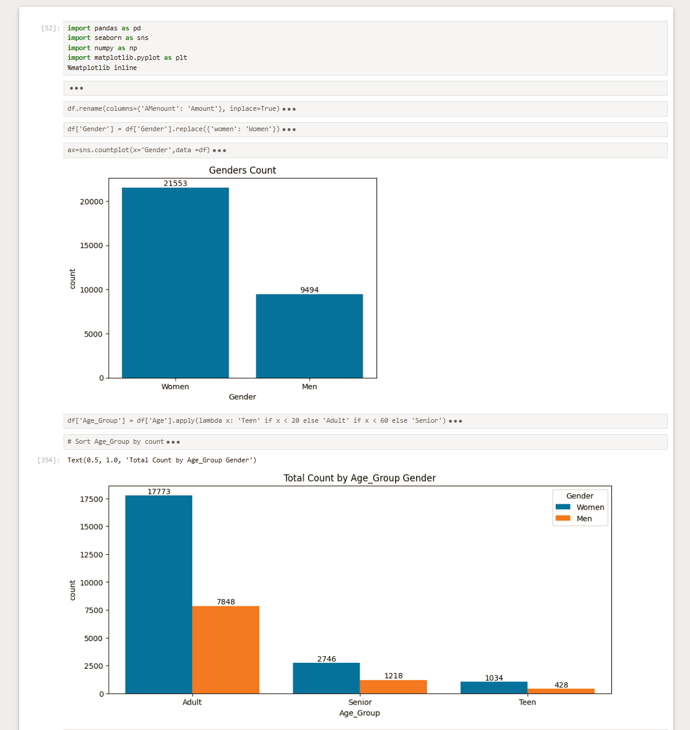 [52]:
import pandas as pd
import seaborn as sns
import numpy as np
import matplotlib.pyplot as plt
%matplotlib inline
•••
df.rename(columns={'AMenount': 'Amount'}, inplace=True)•••
df['Gender'] = df['Gender'].replace({'women': 'Women'})•••
ax=sns.countplot(x='Gender',data =df)•••
Genders Count
21553
20000
15000
count
10000
9494
5000
0
Women Men
Gender
df['Age_Group'] = df['Age'].apply(lambda x: 'Teen' if x < 20 else 'Adult' if x < 60 else 'Senior')•••
# Sort Age_Group by count•••
[354]: Text(0.5, 1.0, 'Total Count by Age_Group Gender')
Total Count by Age_Group Gender
17773
17500
Gender
Women
Men
15000
12500
count
10000
7848
7500
5000
2746
2500
1218
1034
428
0
Adult Senior Teen
Age_Group